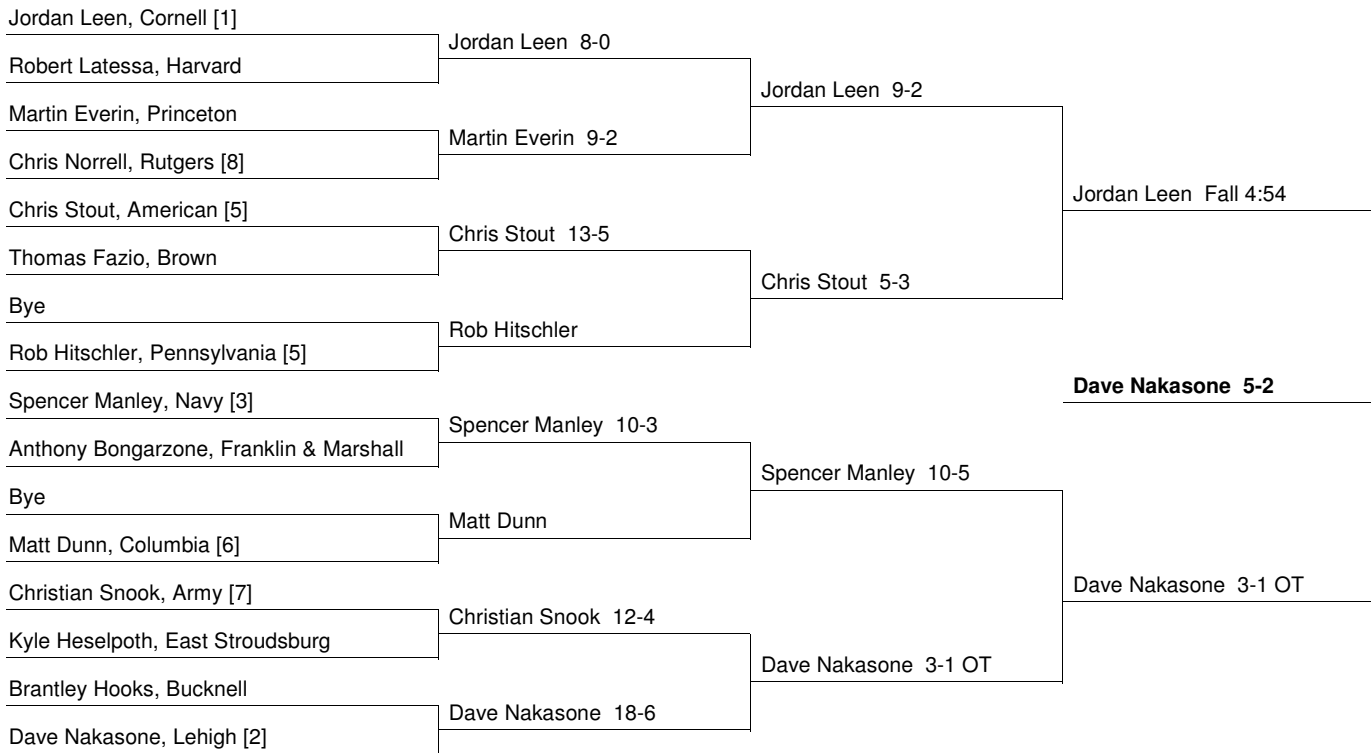 Jordan Leen, Cornell [1]
Robert Latessa, Harvard
Martin Everin, Princeton
Chris Norrell, Rutgers [8]
Chris Stout, American [5]
Thomas Fazio, Brown
Bye
Rob Hitschler, Pennsylvania [5]
Spencer Manley, Navy [3]
Anthony Bongarzone, Franklin & Marshall
Bye
Matt Dunn, Columbia [6]
Christian Snook, Army [7]
Kyle Heselpoth, East Stroudsburg
Brantley Hooks, Bucknell
Dave Nakasone, Lehigh [2]
Jordan Leen 8-0
Martin Everin 9-2
Chris Stout 13-5
Rob Hitschler
Spencer Manley 10-3
Matt Dunn
Christian Snook 12-4
Dave Nakasone 18-6
Jordan Leen 9-2
Chris Stout 5-3
Spencer Manley 10-5
Dave Nakasone 3-1 OT
Jordan Leen Fall 4:54
Dave Nakasone 5-2
Dave Nakasone 3-1 OT